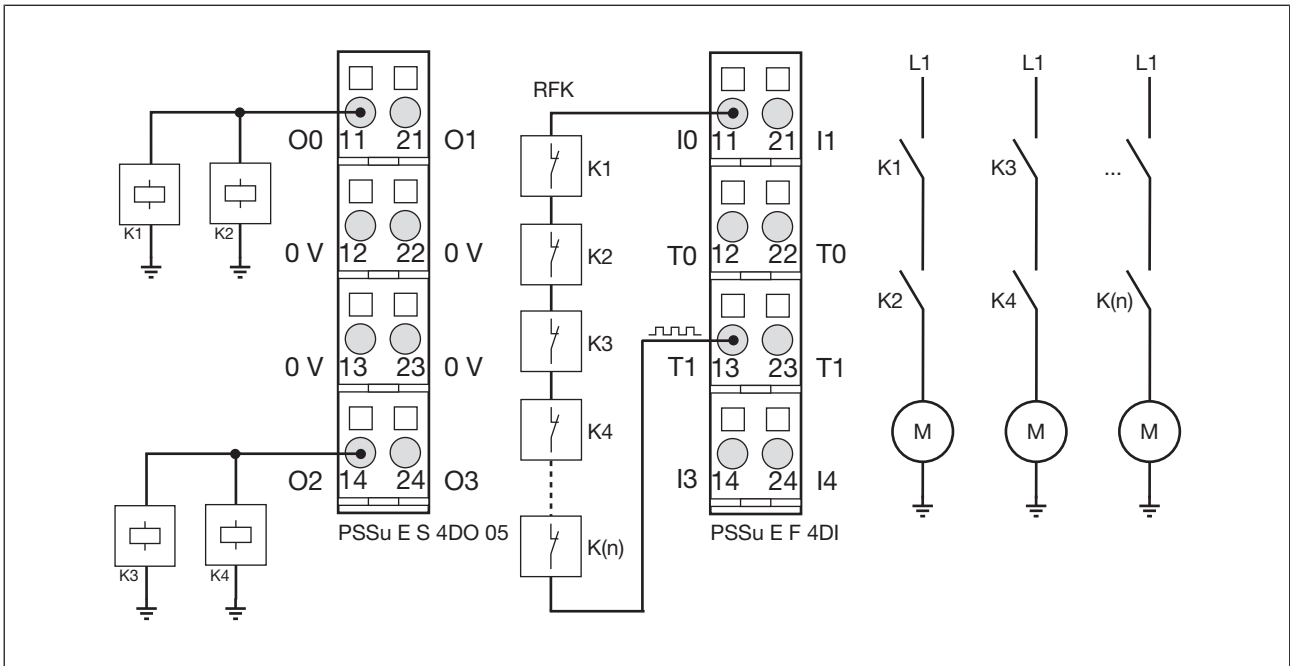 L1 L1 L1
RFK
O0 11 21 O1
I0 11 21 I1
K1 K2
K1
K1 K3 ...
0 V 12 22 0 V
K2
T0 12 22 T0
K3
K2 K4 K(n)
0 V 13 23 0 V
T1 13 23 T1
K4
M M M
O2 14 24 O3
I3 14 24 I4
PSSu E S 4DO 05
K(n)
PSSu E F 4DI
K3 K4